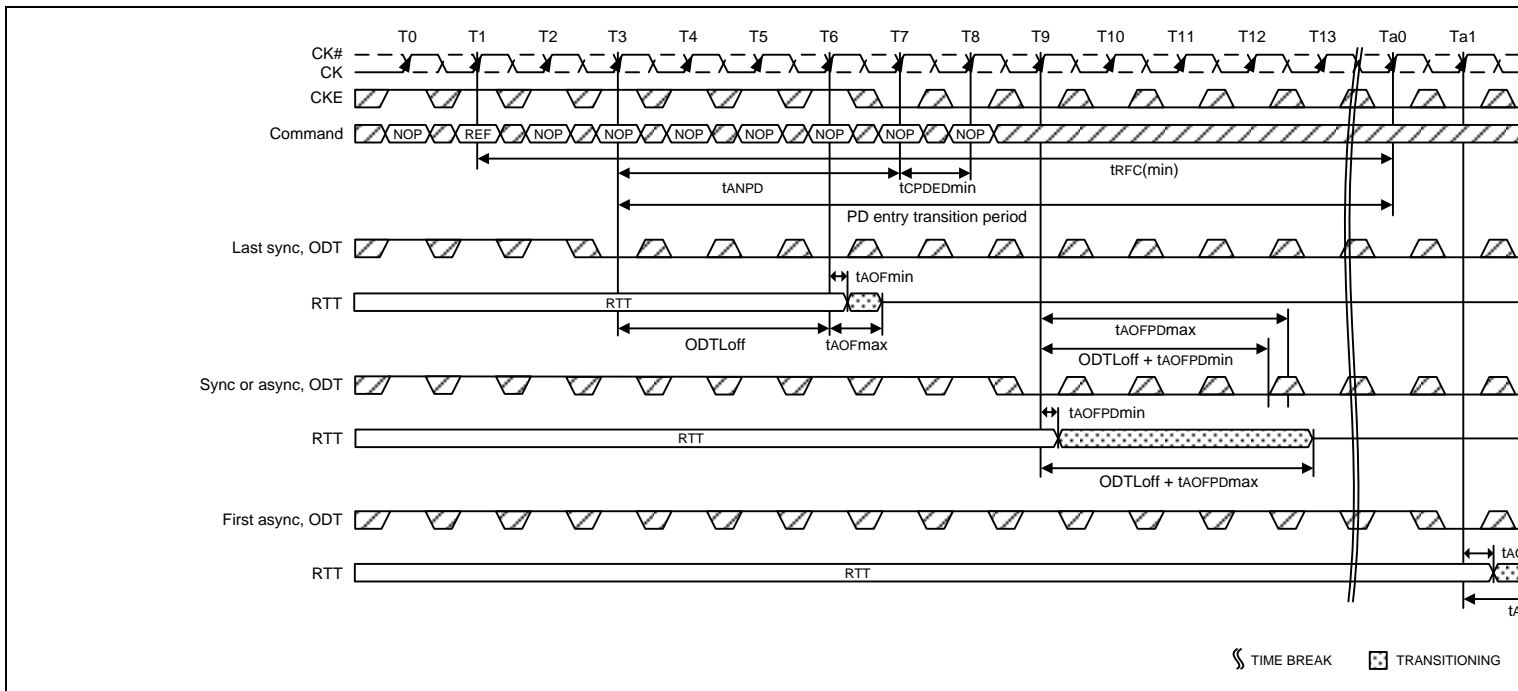 T0 T1 T2 T3 T4 T5 T6 T7 T8 T9 T10 T11 T12 T13 Ta0 Ta1
CK#
CK
CKE
Command NOP REF NOP NOP NOP NOP NOP NOP NOP
tRFC(min)
tANPD tCPDEDmin
PD entry transition period
Last sync, ODT
tAOFmin
RTT RTT
ODTLoff tAOFmax
tAOFPDmax
ODTLoff + tAOFPDmin
Sync or async, ODT
tAOFPDmin
RTT RTT
ODTLoff + tAOFPDmax
First async, ODT
RTT RTT
TIME BREAK TRANSITIONING